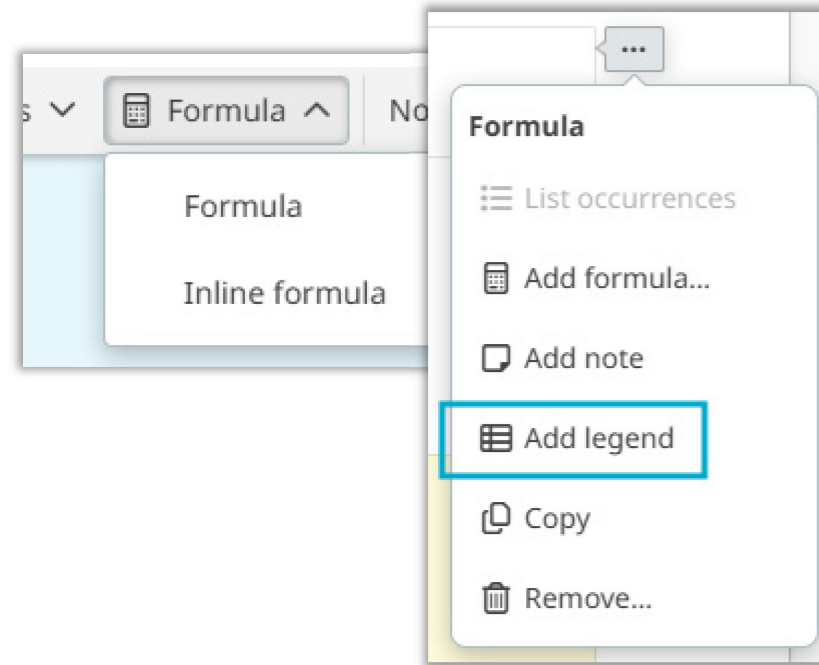 s
Formula
No
Formula
Inline formula
...
Formula
List occurrences
Add formula...
Add note
Add legend
Copy
Remove...